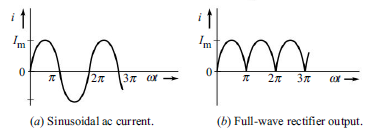 i
I_m
0
π 2π 3π ωt
(a) Sinusoidal ac current.
i
I_m
0
π 2π 3π ωt
(b) Full-wave rectifier output.